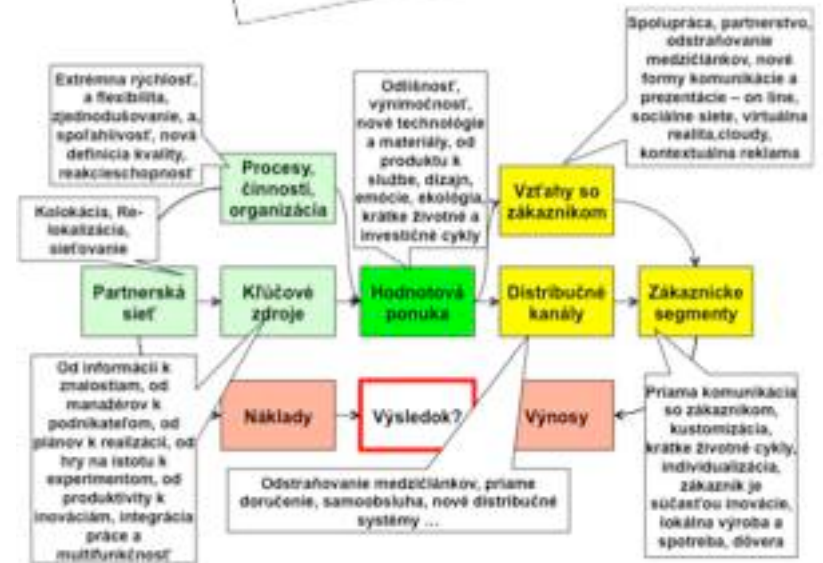 Spolupráca, partnerstvo,
odstraňovanie
medzičlánkov, nové
formy komunikácie a
prezentácie – on line,
sociálne siete, virtuálna
realita,cloudy,
kontextuálna reklama
Extrémna rýchlosť,
a flexibilita,
zjednodušovanie, a,
spoľahlivosť, nová
definícia kvality,
reakcieschopnosť
Odlišnosť,
výnimočnosť,
nové technológie
a materiály, od
produktu k
službe, dizajn,
emócie, ekológia,
krátke životné a
investičné cykly
Procesy,
činnosti,
organizácia
Vzťahy so
zákazníkom
Kolokácia, Re-
lokalizácia,
sieťovanie
Partnerská
sieť
Kľúčové
zdroje
Hodnotová
ponuka
Distribučné
kanály
Zákaznícke
segmenty
Od informácií k
znalostiam, od
manažérov k
podnikateľom, od
plánov k realizácii, od
hry na istotu k
experimentom, od
produktivity k
inováciám, integrácia
práce a
multifunkčnosť
Náklady
Výsledok?
Výnosy
Priama komunikácia
so zákazníkom,
kustomizácia,
krátke životné cykly,
individualizácia,
zákazník je
súčasťou inovácie,
lokálna výroba a
spotreba, dôvera
Odstraňovanie medzičlánkov, priame
doručenie, samoobsluha, nové distribučné
systémy ...